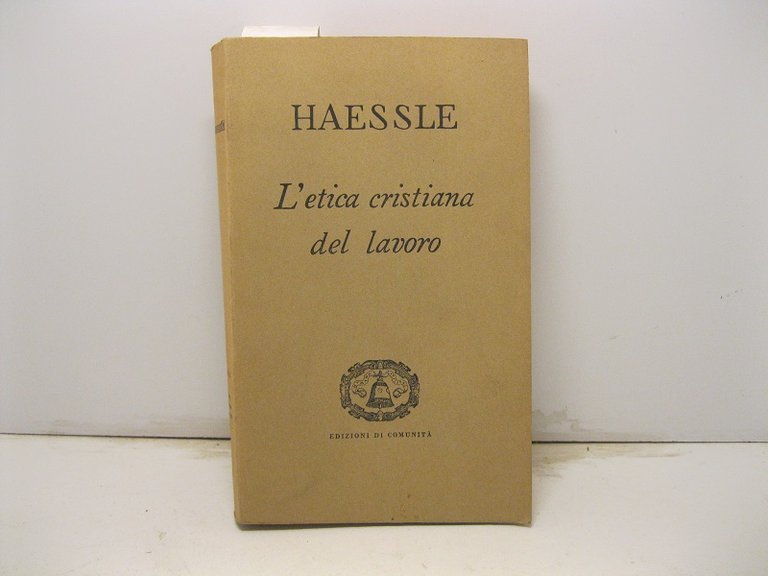 HAESSLE
L'etica cristiana
del lavoro
EDIZIONI DI COMUNITÀ